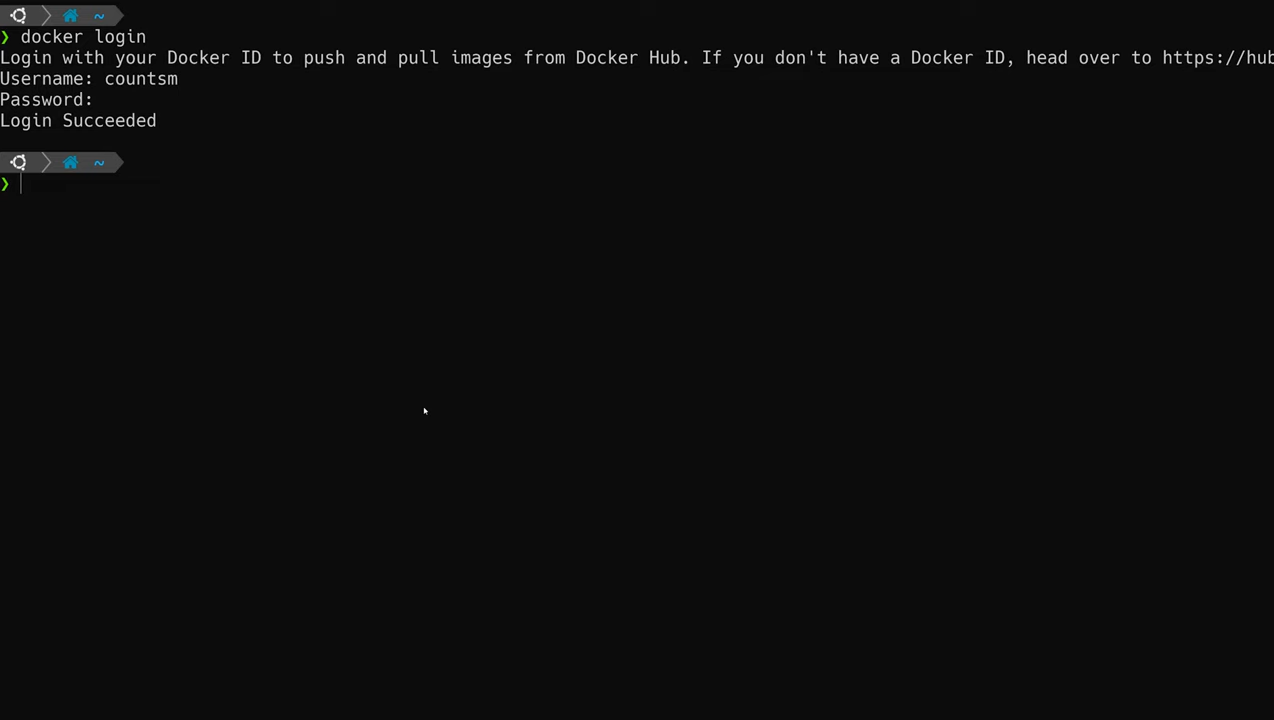 ~
❯ docker login
Login with your Docker ID to push and pull images from Docker Hub. If you don't have a Docker ID, head over to https://hub
Username: countsm
Password:
Login Succeeded
~
❯